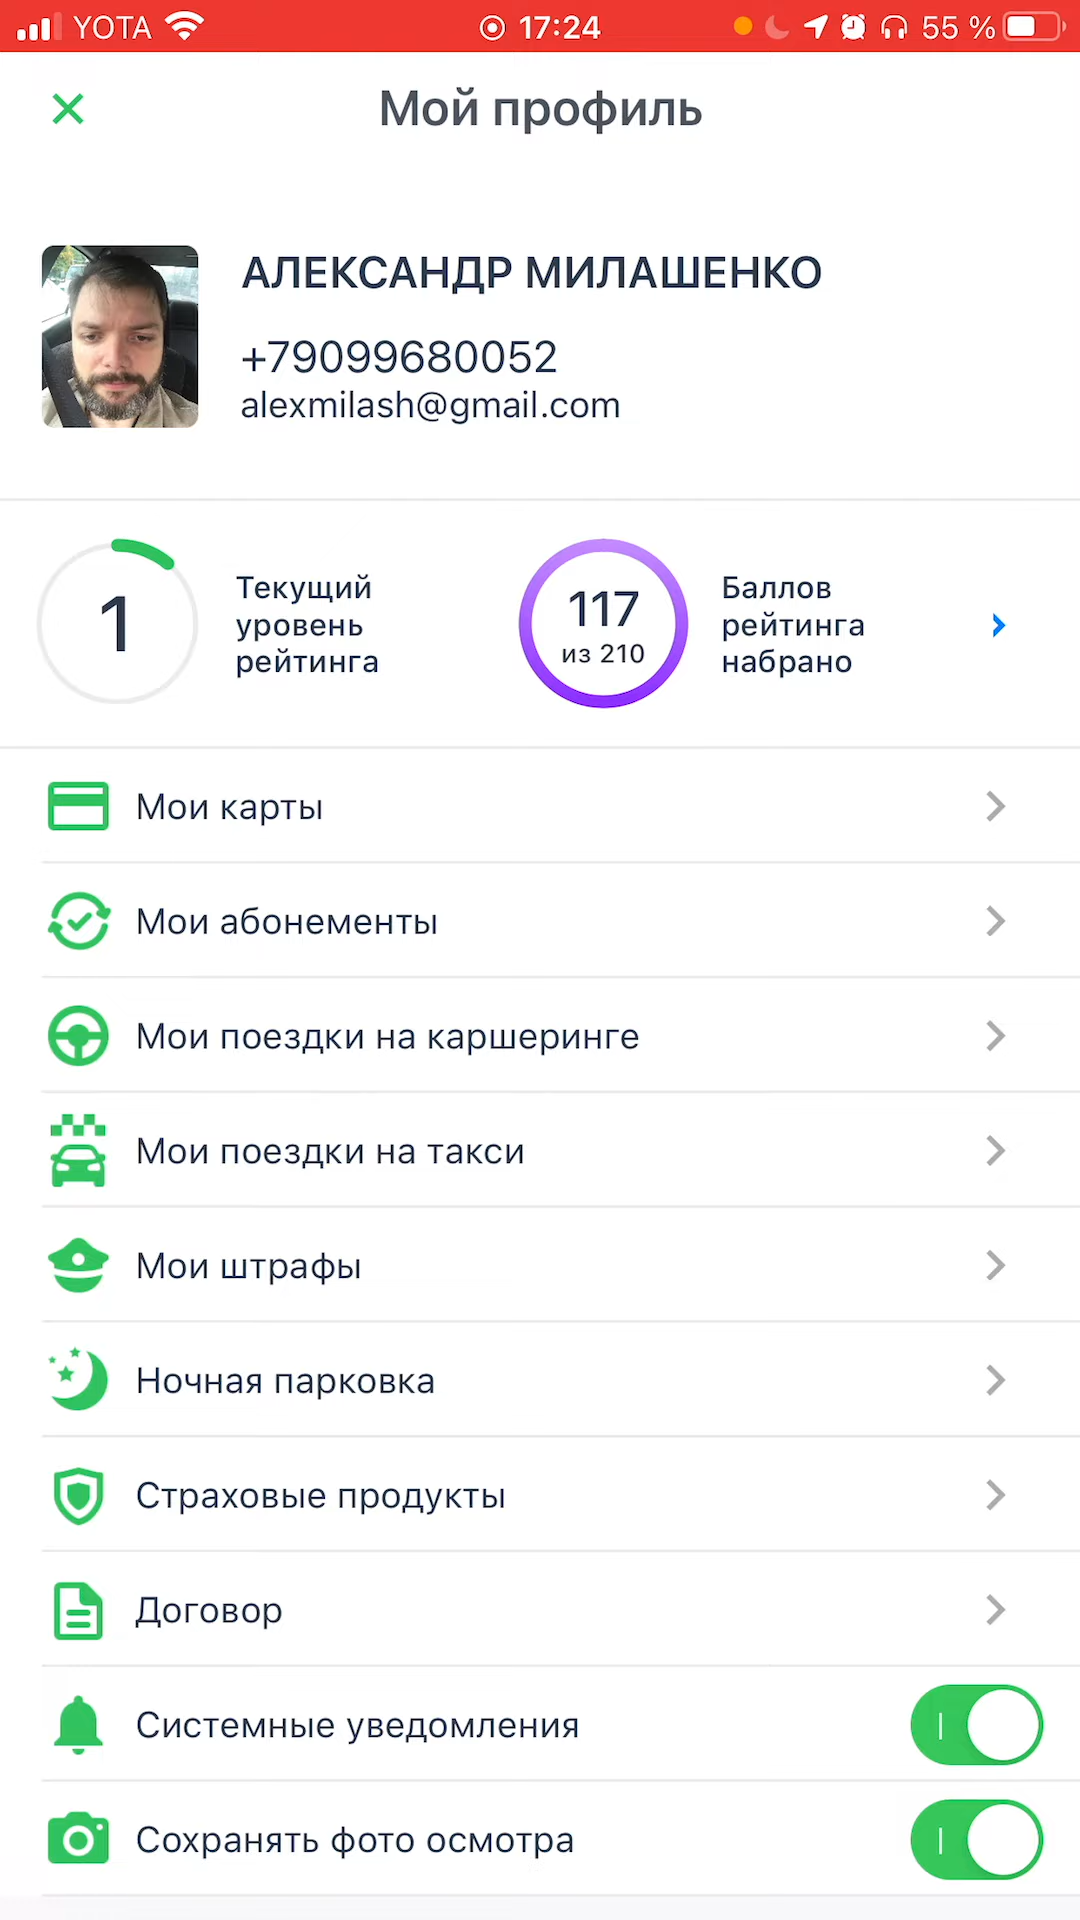 YOTA 17:24 55 %
Мой профиль
АЛЕКСАНДР МИЛАШЕНКО
+79099680052
alexmilash@gmail.com
1
Текущий
уровень
рейтинга
117
из 210
Баллов
рейтинга
набрано
Мои карты
Мои абонементы
Мои поездки на каршеринге
Мои поездки на такси
Мои штрафы
Ночная парковка
Страховые продукты
Договор
Системные уведомления
Сохранять фото осмотра